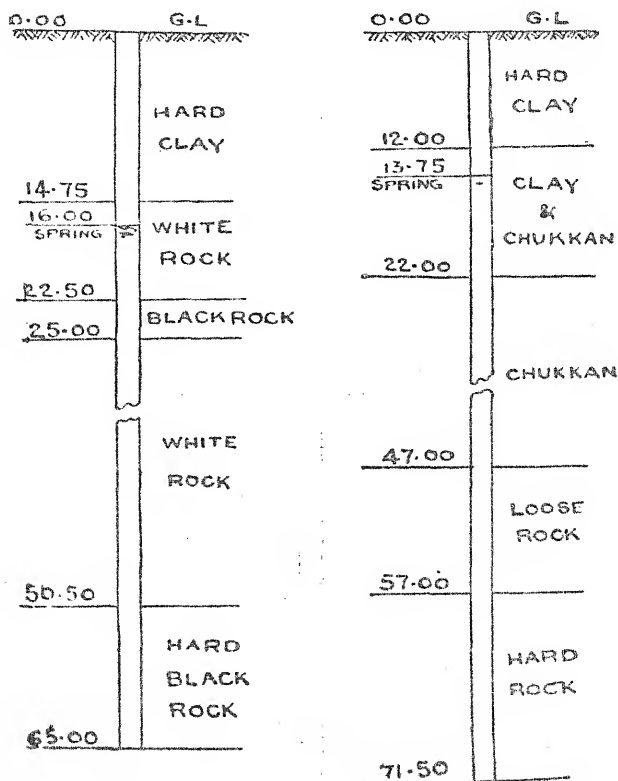 0.00 G.L
HARD
CLAY
14.75
16.00
SPRING
WHITE
ROCK
22.50
BLACK ROCK
25.00
WHITE
ROCK
50.50
HARD
BLACK
ROCK
65.00
0.00 G.L
HARD
CLAY
12.00
13.75
SPRING
CLAY
&
CHUKKAN
22.00
CHUKKAN
47.00
LOOSE
ROCK
57.00
HARD
ROCK
71.50